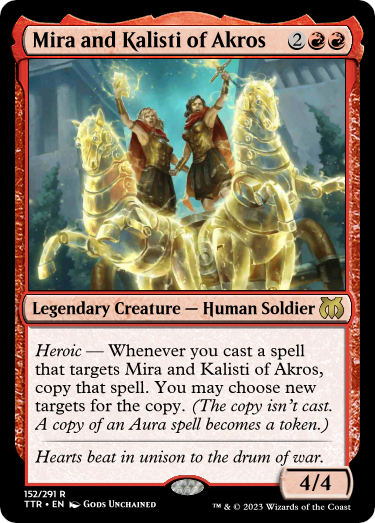 Mira and Kalisti of Akros 2
Legendary Creature — Human Soldier
Heroic — Whenever you cast a spell
that targets Mira and Kalisti of Akros,
copy that spell. You may choose new
targets for the copy. (The copy isn't cast.
A copy of an Aura spell becomes a token.)
Hearts beat in unison to the drum of war.
4/4
152/291 R
TTR • EN Gods Unchained
™ & © 2023 Wizards of the Coast